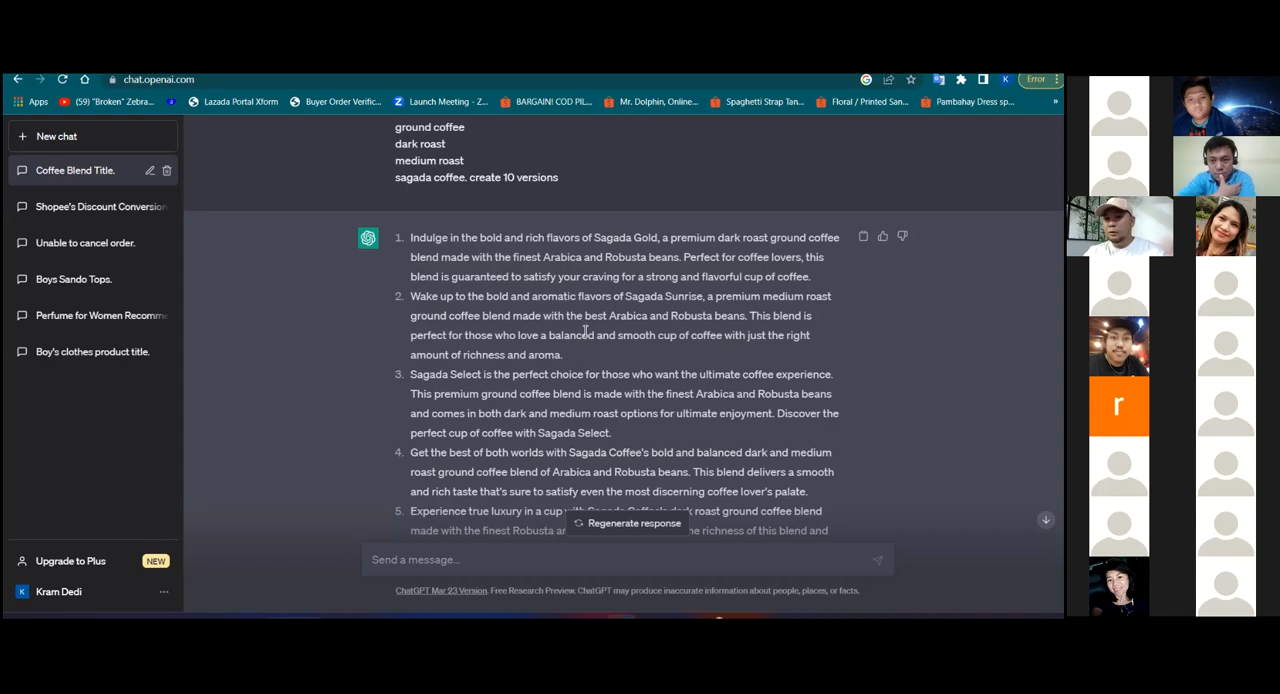 chat.openai.com
Error
Apps
(59) "Broken" Zebra...
Lazada Portal Xform
Buyer Order Verific...
Launch Meeting - Z...
BARGAIN! COD PIL...
Mr. Dolphin, Online...
Spaghetti Strap Tan...
Floral / Printed San...
Pambahay Dress sp...
»
New chat
Coffee Blend Title.
Shopee's Discount Conversion
Unable to cancel order.
Boys Sando Tops.
Perfume for Women Recomme
Boy's clothes product title.
Upgrade to Plus
NEW
K
Kram Dedi
ground coffee
dark roast
medium roast
sagada coffee. create 10 versions
1. Indulge in the bold and rich flavors of Sagada Gold, a premium dark roast ground coffee
blend made with the finest Arabica and Robusta beans. Perfect for coffee lovers, this
blend is guaranteed to satisfy your craving for a strong and flavorful cup of coffee.
2. Wake up to the bold and aromatic flavors of Sagada Sunrise, a premium medium roast
ground coffee blend made with the best Arabica and Robusta beans. This blend is
perfect for those who love a balanced and smooth cup of coffee with just the right
amount of richness and aroma.
3. Sagada Select is the perfect choice for those who want the ultimate coffee experience.
This premium ground coffee blend is made with the finest Arabica and Robusta beans
and comes in both dark and medium roast options for ultimate enjoyment. Discover the
perfect cup of coffee with Sagada Select.
4. Get the best of both worlds with Sagada Coffee's bold and balanced dark and medium
roast ground coffee blend of Arabica and Robusta beans. This blend delivers a smooth
and rich taste that's sure to satisfy even the most discerning coffee lover's palate.
5. Experience true luxury in a cup with Sagada Coffee's dark roast ground coffee blend
made with the finest Robusta an
e richness of this blend and
Regenerate response
Send a message...
ChatGPT Mar 23 Version. Free Research Preview. ChatGPT may produce inaccurate information about people, places, or facts.
K
r